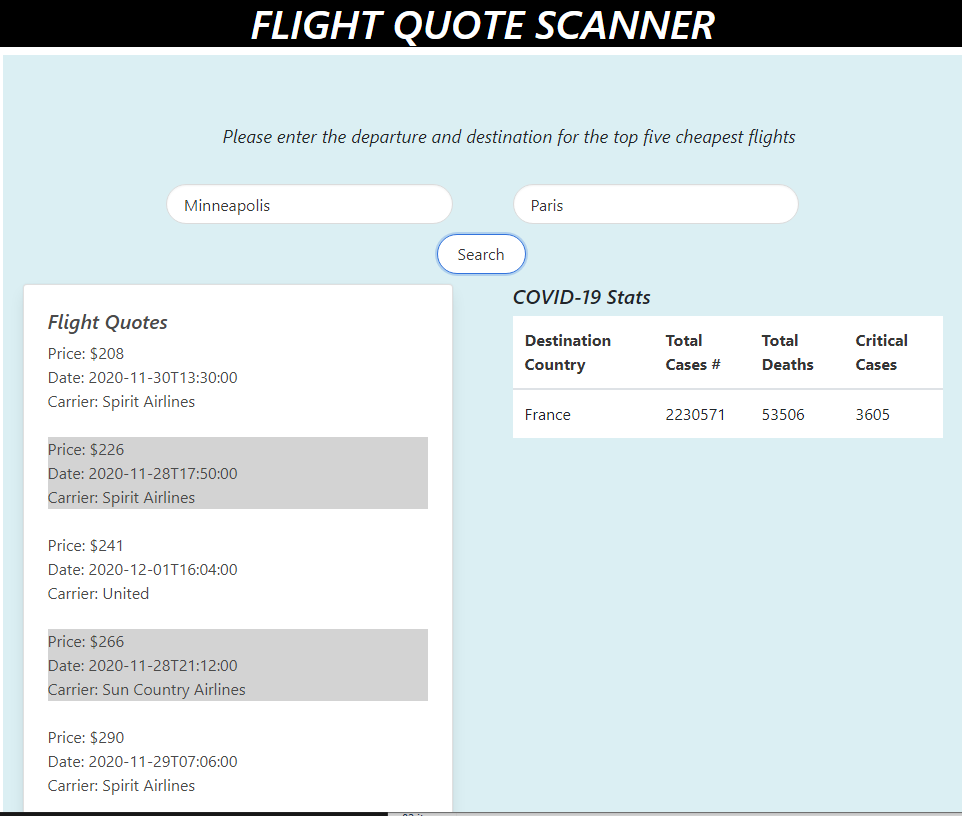 FLIGHT QUOTE SCANNER
Please enter the departure and destination for the top five cheapest flights
Minneapolis
Paris
Search
Flight Quotes
Price: $208
Date: 2020-11-30T13:30:00
Carrier: Spirit Airlines
Price: $226
Date: 2020-11-28T17:50:00
Carrier: Spirit Airlines
Price: $241
Date: 2020-12-01T16:04:00
Carrier: United
Price: $266
Date: 2020-11-28T21:12:00
Carrier: Sun Country Airlines
Price: $290
Date: 2020-11-29T07:06:00
Carrier: Spirit Airlines
COVID-19 Stats
Destination Country
Total Cases #
Total Deaths
Critical Cases
France 2230571 53506 3605